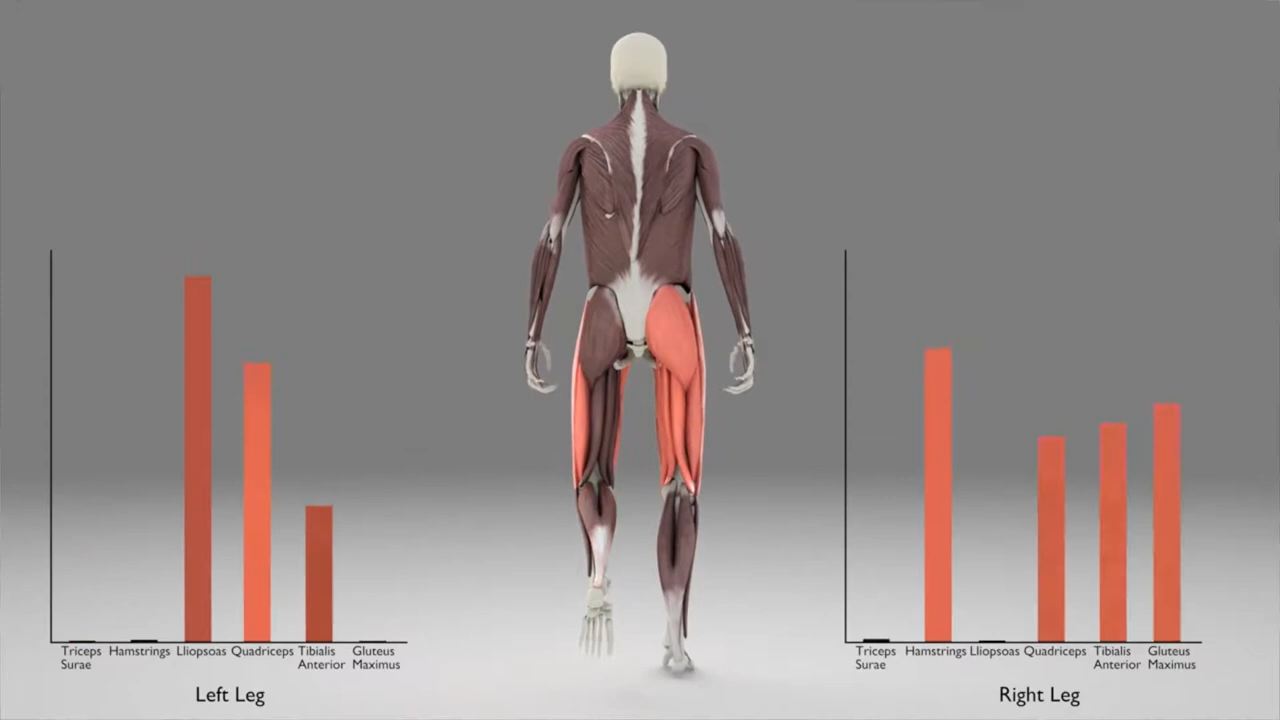 Triceps Surae
Hamstrings
Lliopsoas
Quadriceps
Tibialis Anterior
Gluteus Maximus
Left Leg
Triceps Surae
Hamstrings
Lliopsoas
Quadriceps
Tibialis Anterior
Gluteus Maximus
Right Leg